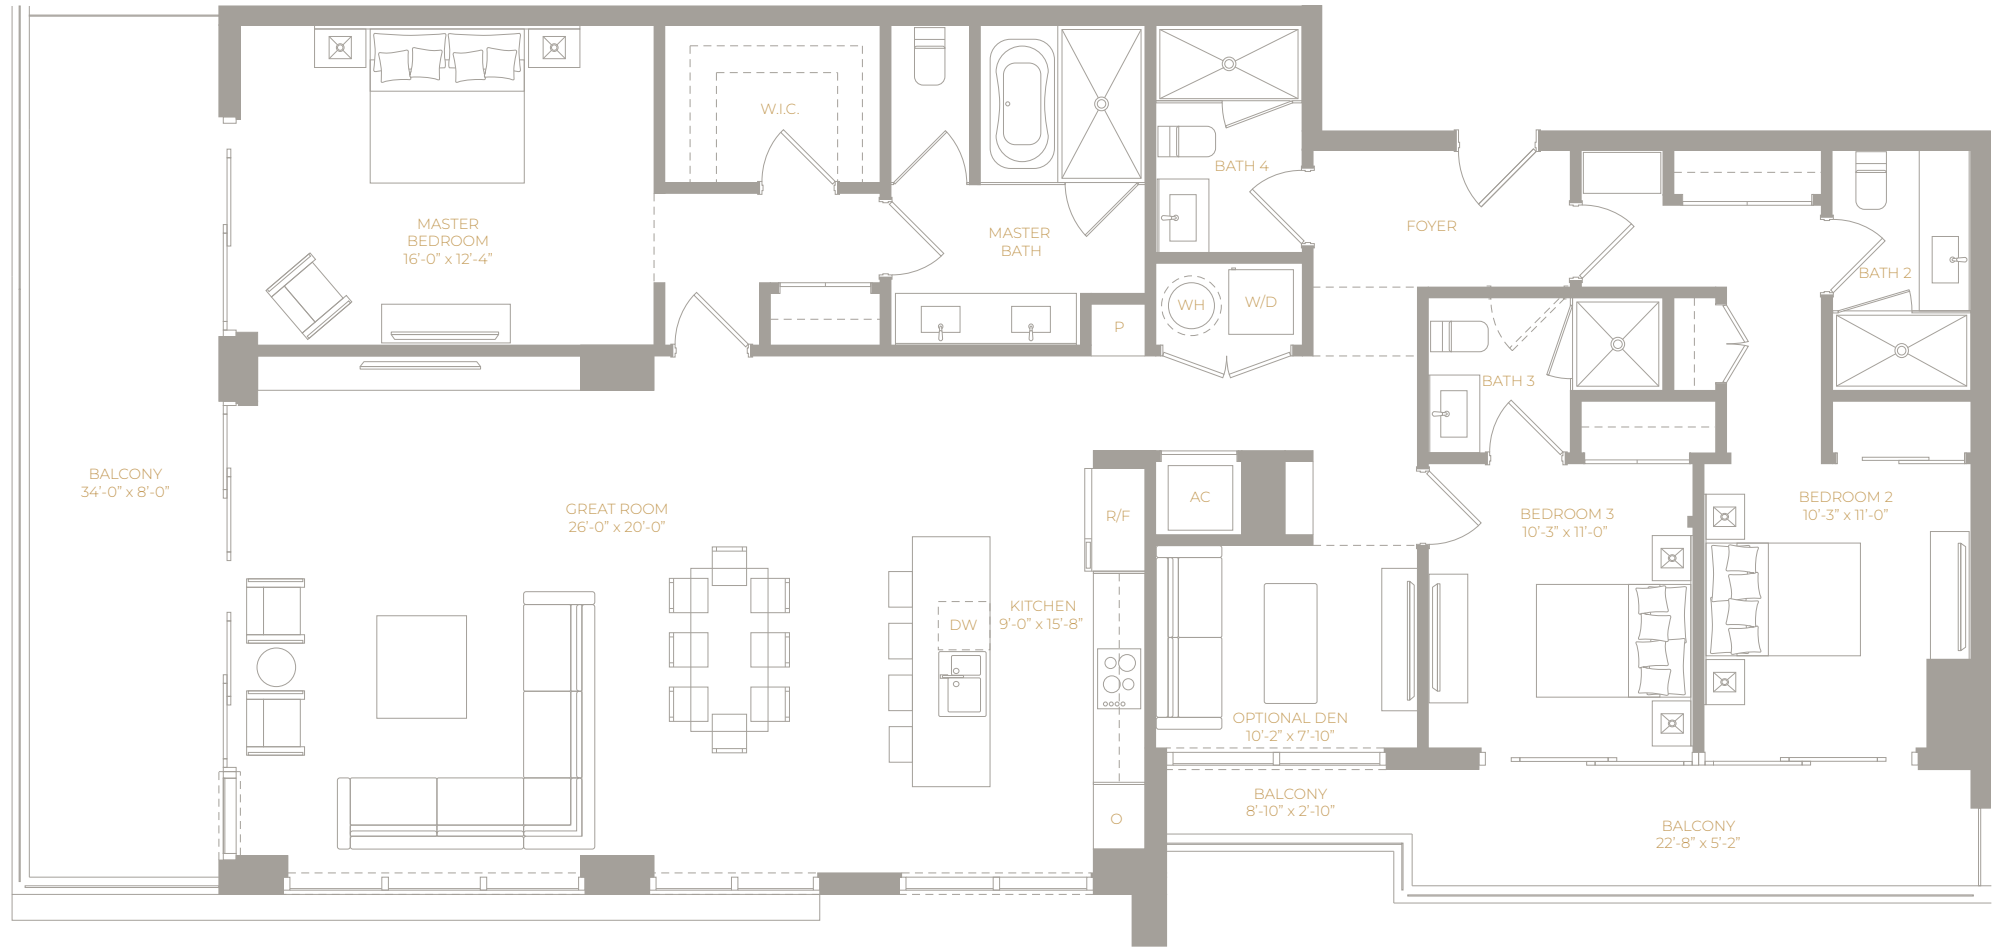 W.I.C.
MASTER
BEDROOM
16'-0" x 12'-4"
MASTER
BATH
BATH 4
FOYER
BATH 2
WH
W/D
P
BATH 3
BALCONY
34'-0" x 8'-0"
GREAT ROOM
26'-0" x 20'-0"
R/F
AC
BEDROOM 3
10'-3" x 11'-0"
BEDROOM 2
10'-3" x 11'-0"
DW
KITCHEN
9'-0" x 15'-8"
OPTIONAL DEN
10'-2" x 7'-10"
O
BALCONY
8'-10" x 2'-10"
BALCONY
22'-8" x 5'-2"